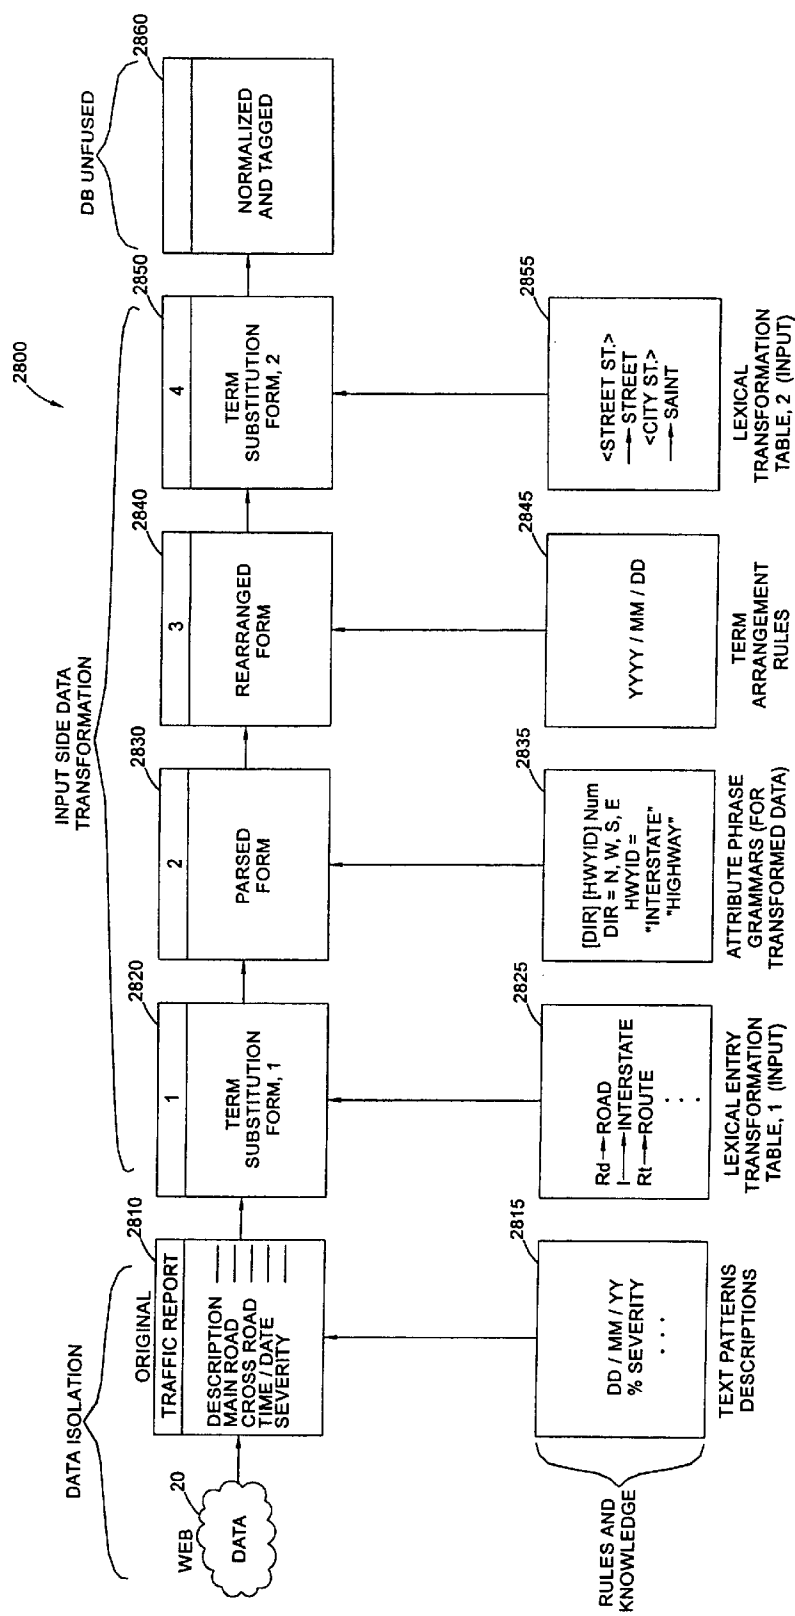 2800
DATA ISOLATION
INPUT SIDE DATA
TRANSFORMATION
DB UNFUSED
WEB
20
DATA
ORIGINAL
2810
TRAFFIC REPORT
DESCRIPTION
MAIN ROAD
CROSS ROAD
TIME / DATE
SEVERITY
2820
1
TERM
SUBSTITUTION
FORM, 1
2830
2
PARSED
FORM
2840
3
REARRANGED
FORM
2850
4
TERM
SUBSTITUTION
FORM, 2
2860
NORMALIZED
AND TAGGED
RULES AND
KNOWLEDGE
2815
DD / MM / YY
% SEVERITY
. . .
TEXT PATTERNS
DESCRIPTIONS
2825
Rd → ROAD
I → INTERSTATE
Rt → ROUTE
LEXICAL ENTRY
TRANSFORMATION
TABLE, 1 (INPUT)
2835
[DIR] [HWYID] Num
DIR = N, W, S, E
HWYID =
"INTERSTATE"
"HIGHWAY"
ATTRIBUTE PHRASE
GRAMMARS (FOR
TRANSFORMED DATA)
2845
YYYY / MM / DD
TERM
ARRANGEMENT
RULES
2855
<STREET ST.>
→ STREET
<CITY ST.>
→ SAINT
LEXICAL
TRANSFORMATION
TABLE, 2 (INPUT)